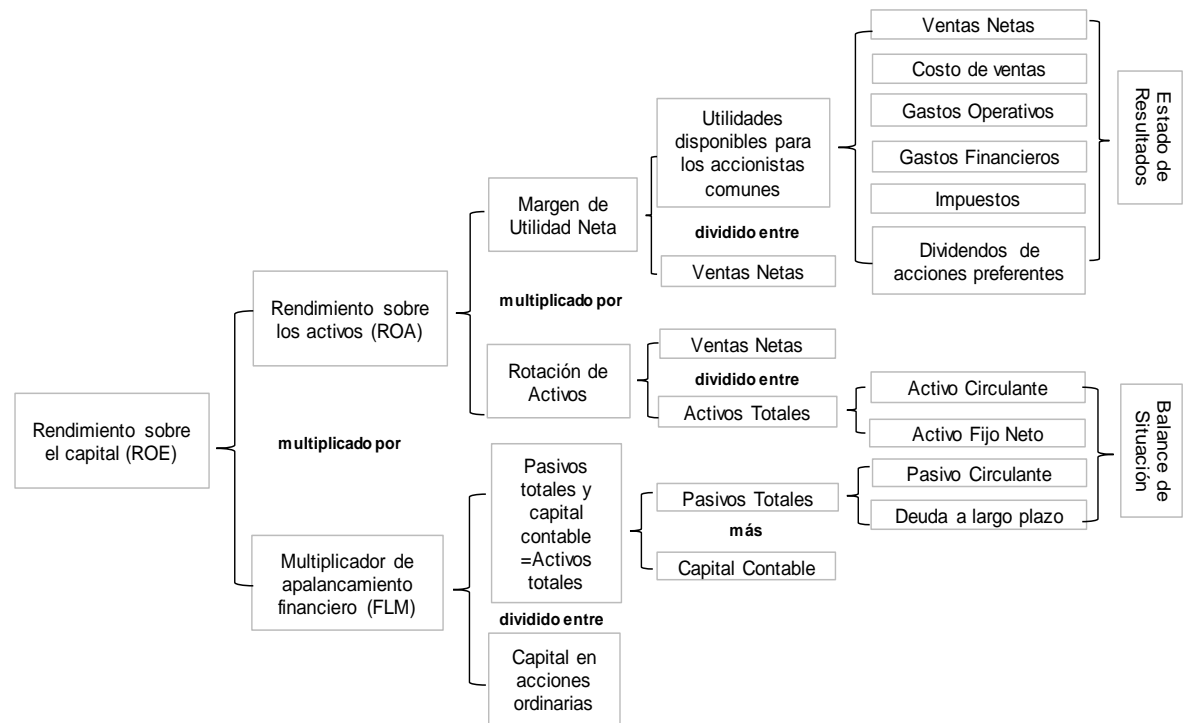 Rendimiento sobre
el capital (ROE)
Rendimiento sobre
los activos (ROA)
multiplicado por
Multiplicador de
apalancamiento
financiero (FLM)
Margen de
Utilidad Neta
multiplicado por
Rotación de
Activos
Pasivos
totales y
capital
contable
=Activos
totales
dividido entre
Capital en
acciones
ordinarias
Utilidades
disponibles para
los accionistas
comunes
dividido entre
Ventas Netas
Ventas Netas
dividido entre
Activos Totales
Pasivos Totales
más
Capital Contable
Ventas Netas
Costo de ventas
Gastos Operativos
Gastos Financieros
Impuestos
Dividendos de
acciones preferentes
Activo Circulante
Activo Fijo Neto
Pasivo Circulante
Deuda a largo plazo
Estado de
Resultados
Balance de
Situación